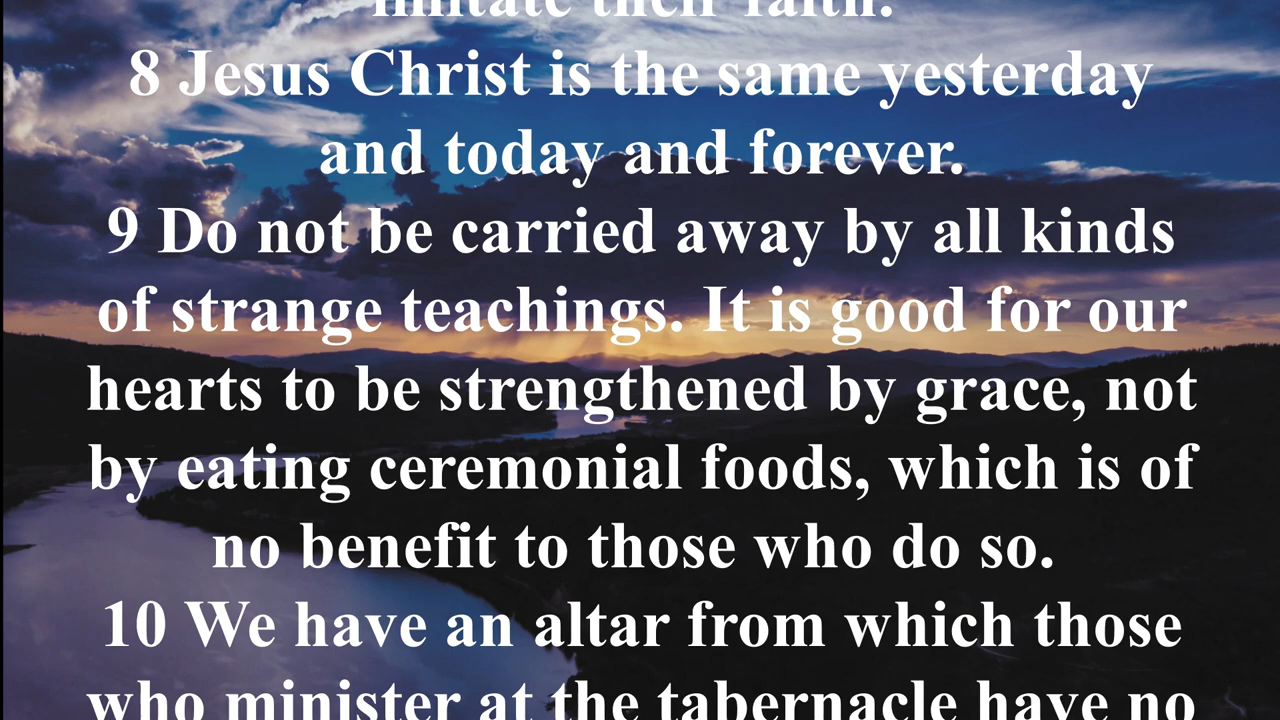 imitate their faith.
8 Jesus Christ is the same yesterday
and today and forever.
9 Do not be carried away by all kinds
of strange teachings. It is good for our
hearts to be strengthened by grace, not
by eating ceremonial foods, which is of
no benefit to those who do so.
10 We have an altar from which those
who minister at the tabernacle have no